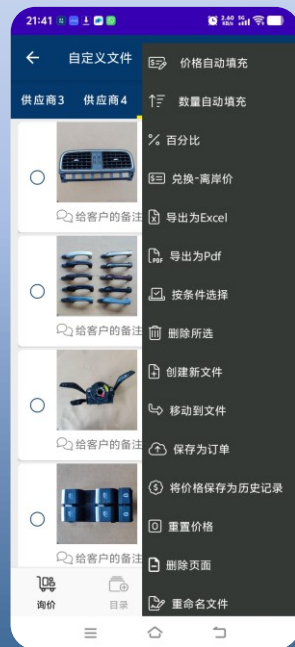 21:41
2.60 KB/s 5G
自定义文件
供应商3 供应商4
给客户的备注
给客户的备注
给客户的备注
给客户的备注
询价
目录
价格自动填充
数量自动填充
百分比
兑换-离岸价
导出为Excel
导出为Pdf
按条件选择
删除所选
创建新文件
移动到文件
保存为订单
将价格保存为历史记录
重置价格
删除页面
重命名文件